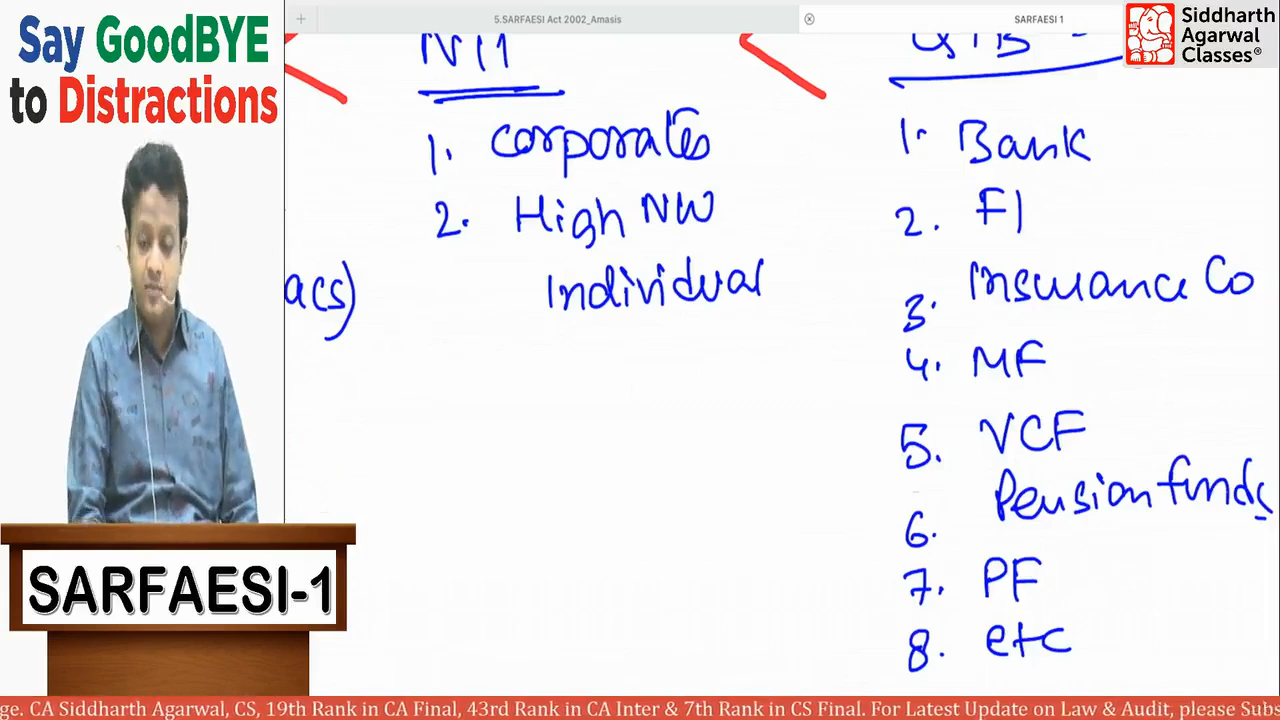 Say GoodBYE
to Distractions
5.SARFAESI Act 2002_Amasis
SARFAESI 1
Siddharth
Agarwal
Classes®
NII
QIB
1. Corporates
2. High NW
Individual
acs)
1. Bank
2. FI
3. Insurance Co
4. MF
5. VCF
6. Pension funds
7. PF
8. etc
SARFAESI-1
ge. CA Siddharth Agarwal, CS, 19th Rank in CA Final, 43rd Rank in CA Inter & 7th Rank in CS Final. For Latest Update on Law & Audit, please Subs